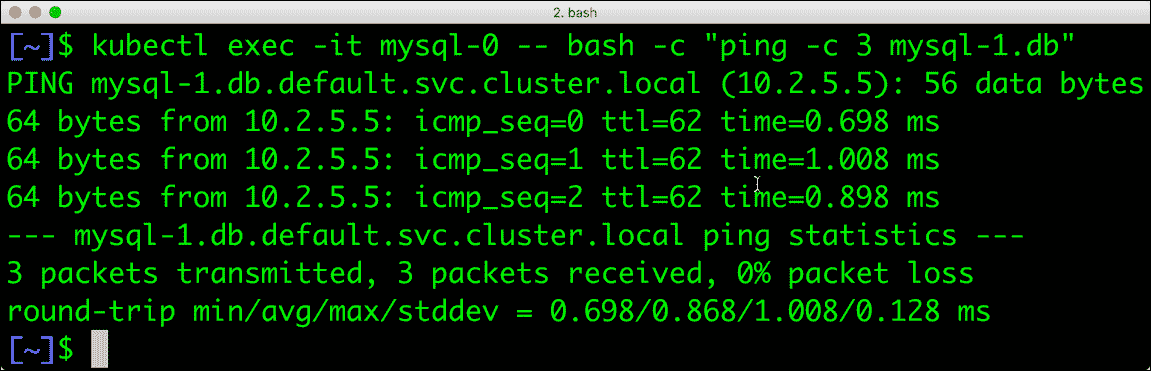 2. bash
[~]$ kubectl exec -it mysql-0 -- bash -c "ping -c 3 mysql-1.db"
PING mysql-1.db.default.svc.cluster.local (10.2.5.5): 56 data bytes
64 bytes from 10.2.5.5: icmp_seq=0 ttl=62 time=0.698 ms
64 bytes from 10.2.5.5: icmp_seq=1 ttl=62 time=1.008 ms
64 bytes from 10.2.5.5: icmp_seq=2 ttl=62 time=0.898 ms
--- mysql-1.db.default.svc.cluster.local ping statistics ---
3 packets transmitted, 3 packets received, 0% packet loss
round-trip min/avg/max/stddev = 0.698/0.868/1.008/0.128 ms
[~]$